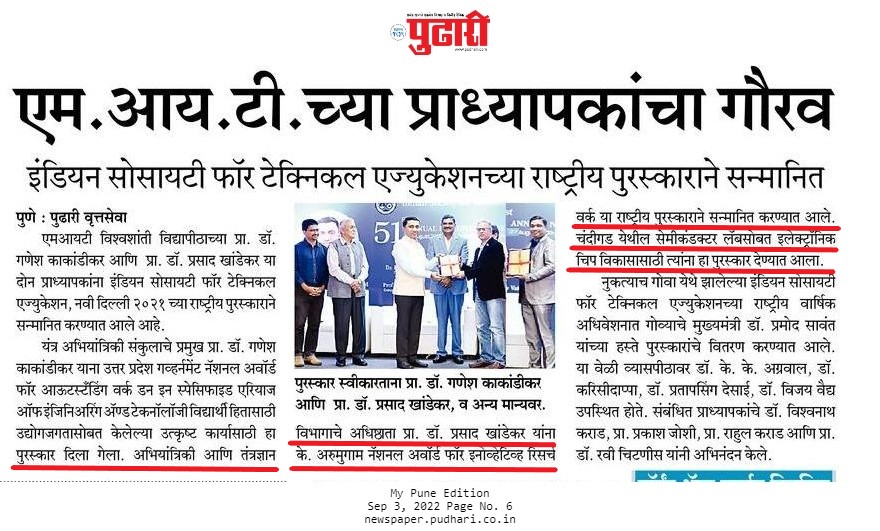 पुढारी
www.pudhari.com
एम.आय.टी.च्या प्राध्यापकांचा गौरव
इंडियन सोसायटी फॉर टेक्निकल एज्युकेशनच्या राष्ट्रीय पुरस्काराने सन्मानित
पुणे : पुढारी वृत्तसेवा
एमआयटी विश्वशांती विद्यापीठाच्या प्रा. डॉ.
गणेश काकांडीकर आणि प्रा. डॉ. प्रसाद खांडेकर या
दोन प्राध्यापकांना इंडियन सोसायटी फॉर टेक्निकल
एज्युकेशन, नवी दिल्ली २०२१ च्या राष्ट्रीय पुरस्काराने
सन्मानित करण्यात आले आहे.
यंत्र अभियांत्रिकी संकुलाचे प्रमुख प्रा. डॉ. गणेश
काकांडीकर याना उत्तर प्रदेश गव्हर्नमेंट नॅशनल अवॉर्ड
फॉर आऊटस्टँडिंग वर्क डन इन स्पेसिफाइड एरियाज
ऑफ इंजिनिअरिंग ॲण्ड टेकनॉलॉजी विद्यार्थी हितासाठी
उद्योगजगतासोबत केलेल्या उत्कृष्ट कार्यासाठी हा
पुरस्कार दिला गेला. अभियांत्रिकी आणि तंत्रज्ञान
51
पुरस्कार स्वीकारताना प्रा. डॉ. गणेश काकांडीकर
आणि प्रा. डॉ. प्रसाद खांडेकर, व अन्य मान्यवर.
विभागाचे अधिष्ठाता प्रा. डॉ. प्रसाद खांडेकर यांना
के. अरुमुगाम नॅशनल अवॉर्ड फॉर इनोव्हेटिव्ह रिसर्च
वर्क या राष्ट्रीय पुरस्काराने सन्मानित करण्यात आले.
चंदीगड येथील सेमीकंडक्टर लॅबसोबत इलेक्ट्रॉनिक
चिप विकासासाठी त्यांना हा पुरस्कार देण्यात आला.
नुकत्याच गोवा येथे झालेल्या इंडियन सोसायटी
फॉर टेक्निकल एज्युकेशनच्या राष्ट्रीय वार्षिक
अधिवेशनात गोव्याचे मुख्यमंत्री डॉ. प्रमोद सावंत
यांच्या हस्ते पुरस्कारांचे वितरण करण्यात आले.
या वेळी व्यासपीठावर डॉ. के. के. अग्रवाल, डॉ.
करिसीदाप्पा, डॉ. प्रतापसिंग देसाई, डॉ. विजय वैद्य
उपस्थित होते. संबंधित प्राध्यापकांचे डॉ. विश्वनाथ
कराड, प्रा. प्रकाश जोशी, प्रा. राहुल कराड आणि प्रा.
डॉ. रवी चिटणीस यांनी अभिनंदन केले.
My Pune Edition
Sep 3, 2022 Page No. 6
newspaper.pudhari.co.in